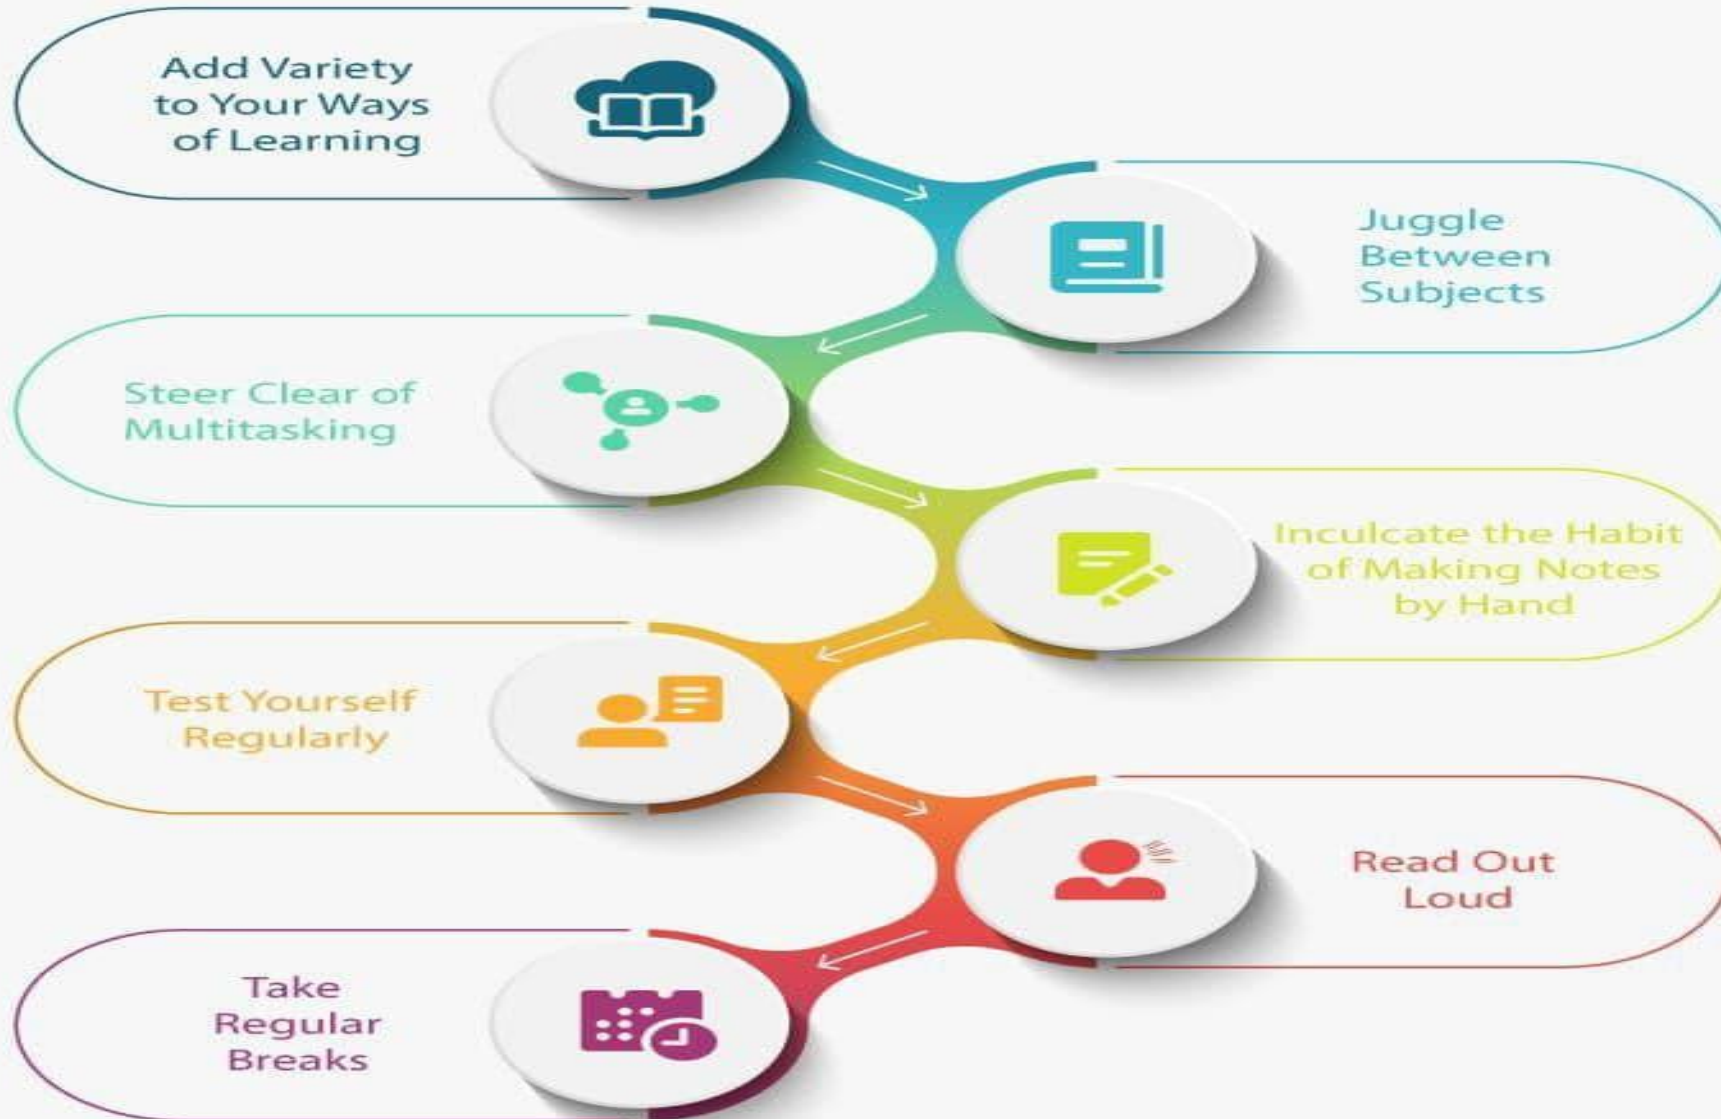 Add Variety
to Your Ways
of Learning
Juggle
Between
Subjects
Steer Clear of
Multitasking
Inculcate the Habit
of Making Notes
by Hand
Test Yourself
Regularly
Read Out
Loud
Take
Regular
Breaks